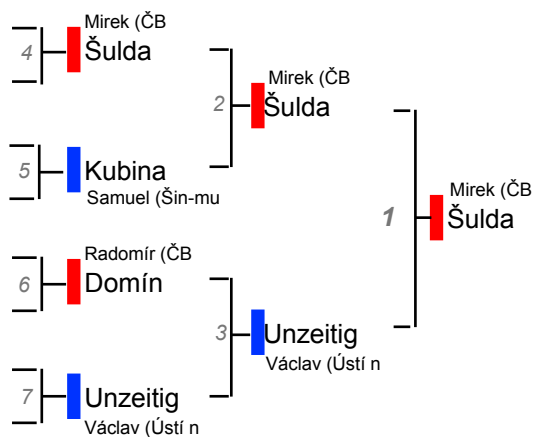 Mirek (ČB
4
Šulda
5
Kubina
Samuel (Šin-mu
Radomír (ČB
6
Domín
7
Unzeitig
Václav (Ústí n
Mirek (ČB
2
Šulda
3
Unzeitig
Václav (Ústí n
Mirek (ČB
1
Šulda